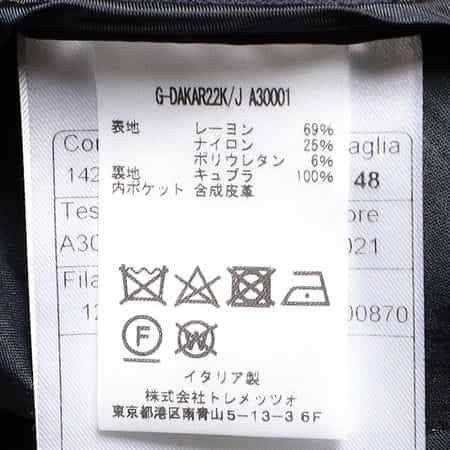 G-DAKAR22K/J A30001
表地 レーヨン 69%
ナイロン 25%
ポリウレタン 6%
裏地 キュプラ 100%
内ポケット 合成皮革
Co
aglia
142
48
Tes
ore
A30
021
Fila
12
00870
F
W
イタリア製
株式会社トレメッツォ
東京都港区南青山5-13-3 6F